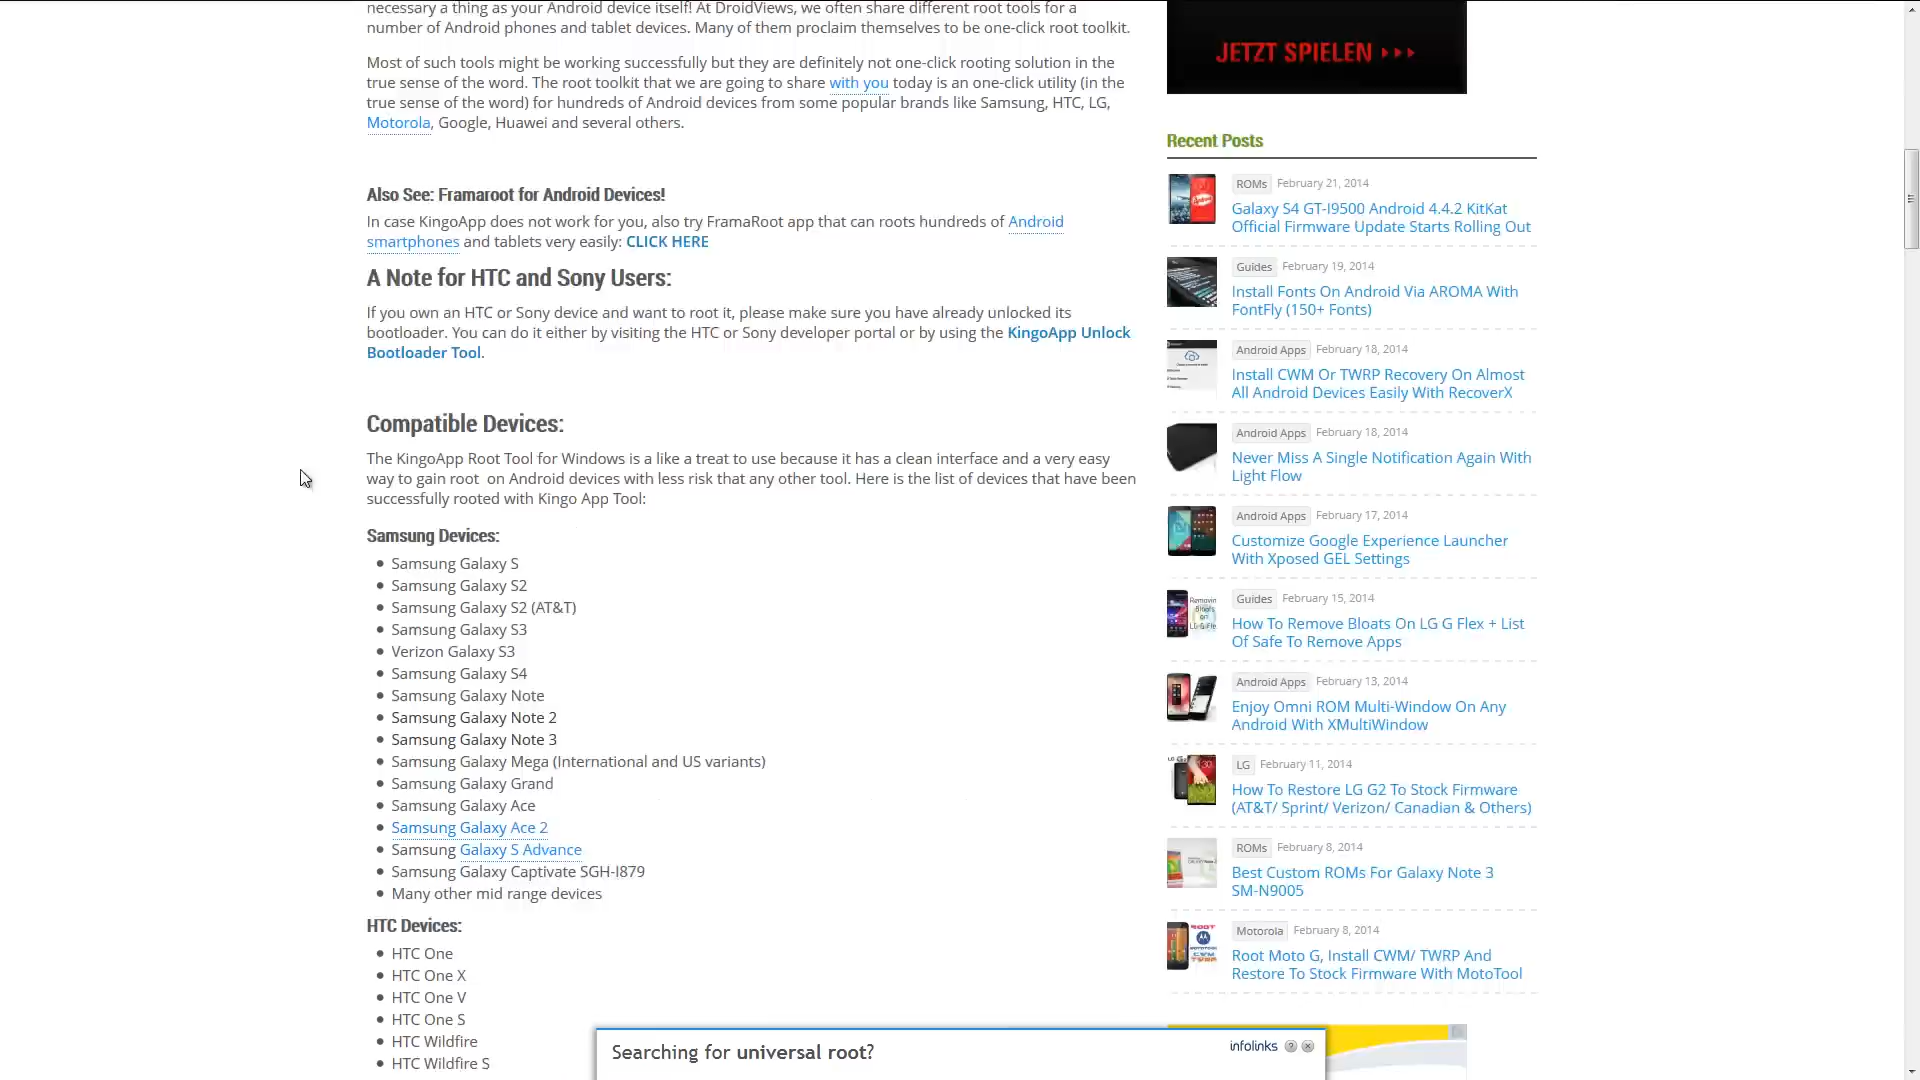 necessary a thing as your Android device itself! At DroidViews, we often share different root tools for a
number of Android phones and tablet devices. Many of them proclaim themselves to be one-click root toolkit.
Most of such tools might be working successfully but they are definitely not one-click rooting solution in the
true sense of the word. The root toolkit that we are going to share with you today is an one-click utility (in the
true sense of the word) for hundreds of Android devices from some popular brands like Samsung, HTC, LG,
Motorola, Google, Huawei and several others.
Also See: Framaroot for Android Devices!
In case KingoApp does not work for you, also try FramaRoot app that can roots hundreds of Android
smartphones and tablets very easily: CLICK HERE
A Note for HTC and Sony Users:
If you own an HTC or Sony device and want to root it, please make sure you have already unlocked its
bootloader. You can do it either by visiting the HTC or Sony developer portal or by using the KingoApp Unlock
Bootloader Tool.
Compatible Devices:
The KingoApp Root Tool for Windows is a like a treat to use because it has a clean interface and a very easy
way to gain root on Android devices with less risk that any other tool. Here is the list of devices that have been
successfully rooted with Kingo App Tool:
Samsung Devices:
Samsung Galaxy S
Samsung Galaxy S2
Samsung Galaxy S2 (AT&T)
Samsung Galaxy S3
Verizon Galaxy S3
Samsung Galaxy S4
Samsung Galaxy Note
Samsung Galaxy Note 2
Samsung Galaxy Note 3
Samsung Galaxy Mega (International and US variants)
Samsung Galaxy Grand
Samsung Galaxy Ace
Samsung Galaxy Ace 2
Samsung Galaxy S Advance
Samsung Galaxy Captivate SGH-I879
Many other mid range devices
HTC Devices:
HTC One
HTC One X
HTC One V
HTC One S
HTC Wildfire
HTC Wildfire S
JETZT SPIELEN
Recent Posts
ROMs February 21, 2014
Galaxy S4 GT-I9500 Android 4.4.2 KitKat
Official Firmware Update Starts Rolling Out
Guides February 19, 2014
Install Fonts On Android Via AROMA With
FontFly (150+ Fonts)
Android Apps February 18, 2014
Install CWM Or TWRP Recovery On Almost
All Android Devices Easily With RecoverX
Android Apps February 18, 2014
Never Miss A Single Notification Again With
Light Flow
Android Apps February 17, 2014
Customize Google Experience Launcher
With Xposed GEL Settings
Guides February 15, 2014
How To Remove Bloats On LG G Flex + List
Of Safe To Remove Apps
Android Apps February 13, 2014
Enjoy Omni ROM Multi-Window On Any
Android With XMultiWindow
LG February 11, 2014
How To Restore LG G2 To Stock Firmware
(AT&T/ Sprint/ Verizon/ Canadian & Others)
ROMs February 8, 2014
Best Custom ROMs For Galaxy Note 3
SM-N9005
Motorola February 8, 2014
Root Moto G, Install CWM/ TWRP And
Restore To Stock Firmware With MotoTool
Searching for universal root?
infolinks